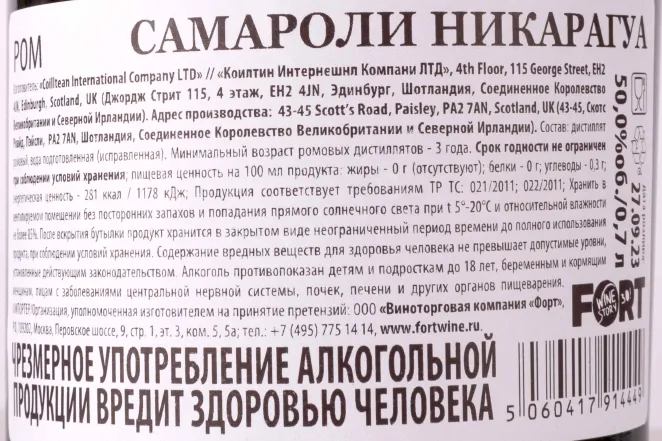 РОМ САМАРОЛИ НИКАРАГУА
Изготовитель: «Coilltean International Company LTD» // «Коилтин Интернешнл Компани ЛТД», 4th Floor, 115 George Street, EH2
4JN, Edinburgh, Scotland, UK (Джордж Стрит 115, 4 этаж, EH2 4JN, Эдинбург, Шотландия, Соединенное Королевство
Великобритании и Северной Ирландии). Адрес производства: 43-45 Scott's Road, Paisley, PA2 7AN, Scotland, UK (43-45, Скотс
Роайд, Пэйсли, PA2 7AN, Шотландия, Соединенное Королевство Великобритании и Северной Ирландии). Состав: дистиллят
ромовый, вода подготовленная (исправленная). Минимальный возраст ромовых дистиллятов - 3 года. Срок годности не ограничен
при соблюдении условий хранения; пищевая ценность на 100 мл продукта: жиры - 0 г (отсутствуют); белки - 0 г; углеводы - 0,3 г;
энергетическая ценность - 281 ккал / 1178 кДж; Продукция соответствует требованиям ТР ТС: 021/2011; 022/2011; Хранить в
помещении без посторонних запахов и попадания прямого солнечного света при t 5°-20°C и относительной влажности
не более 85%. После вскрытия бутылки продукт хранится в закрытом виде неограниченный период времени до полного использования
продукта, при соблюдении условий хранения. Содержание вредных веществ для здоровья человека не превышает допустимые уровни,
установленные действующим законодательством. Алкоголь противопоказан детям и подросткам до 18 лет, беременным и кормящим
женщинам, лицам с заболеваниями центральной нервной системы, почек, печени и других органов пищеварения.
ИМПОРТЕР/Организация, уполномоченная изготовителем на принятие претензий: ООО «Виноторговая компания «Форт»,
РФ, 109302, Москва, Перовское шоссе, 9, стр. 1, эт. 3, ком. 5, 5а; тел.: +7 (495) 775 14 14, www.fortwine.ru.
ЧРЕЗМЕРНОЕ УПОТРЕБЛЕНИЕ АЛКОГОЛЬНОЙ
ПРОДУКЦИИ ВРЕДИТ ЗДОРОВЬЮ ЧЕЛОВЕКА
50,0%об./0,7 л
27.09.23
FORT
WINE
STORY
5 060417 914449